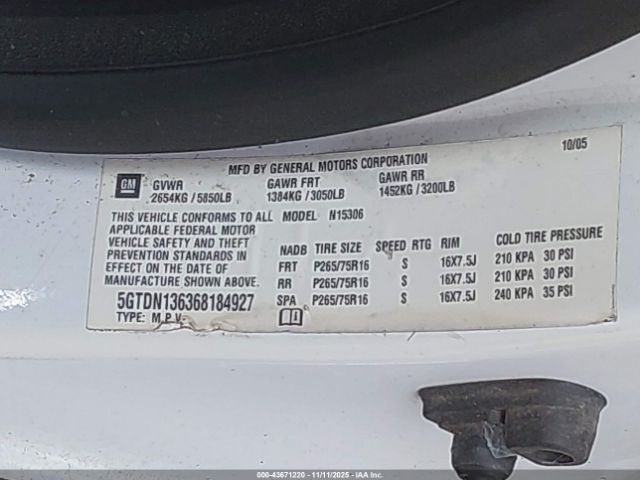 MFD BY GENERAL MOTORS CORPORATION 10/05
GM GVWR GAWR FRT GAWR RR
2654KG / 5850LB 1384KG / 3050LB 1452KG / 3200LB
THIS VEHICLE CONFORMS TO ALL MODEL N15306
APPLICABLE FEDERAL MOTOR
VEHICLE SAFETY AND THEFT
PREVENTION STANDARDS
IN EFFECT ON THE DATE OF
MANUFACTURE SHOWN ABOVE.
5GTDN136368184927
TYPE: M.P.V.
COLD TIRE PRESSURE
NADB TIRE SIZE SPEED RTG RIM
FRT P265/75R16 S 16X7.5J 210 KPA 30 PSI
RR P265/75R16 S 16X7.5J 210 KPA 30 PSI
SPA P265/75R16 S 16X7.5J 240 KPA 35 PSI
000-43671220 - 11/11/2025 - IAAC